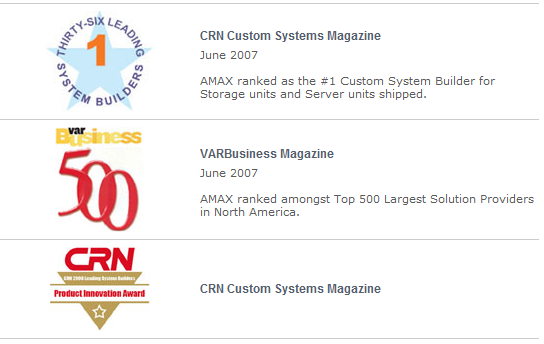 THIRTY-SIX LEADING
1
SYSTEM BUILDERS
CRN Custom Systems Magazine
June 2007
AMAX ranked as the #1 Custom System Builder for
Storage units and Server units shipped.
var
Business
500
VARBusiness Magazine
June 2007
AMAX ranked amongst Top 500 Largest Solution Providers
in North America.
CRN
Product Innovation Award
CRN Custom Systems Magazine